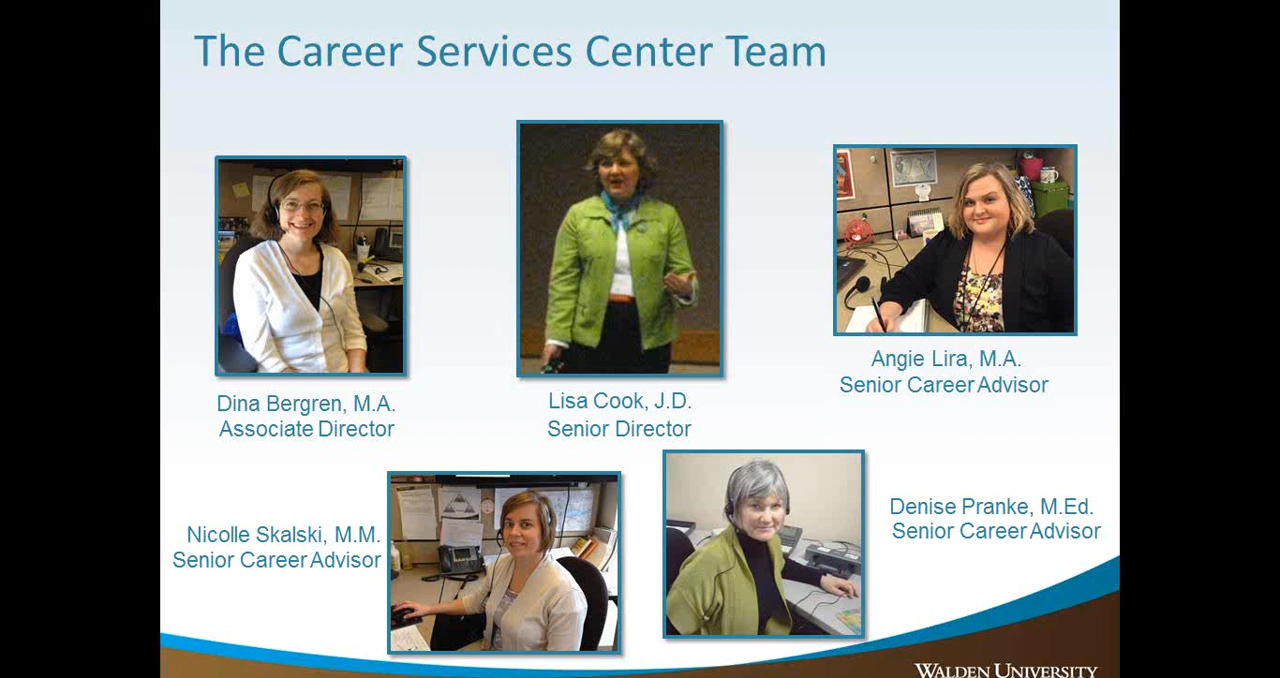 The Career Services Center Team
Dina Bergren, M.A.
Associate Director
Lisa Cook, J.D.
Senior Director
Angie Lira, M.A.
Senior Career Advisor
Nicolle Skalski, M.M.
Senior Career Advisor
Denise Pranke, M.Ed.
Senior Career Advisor
WALDEN UNIVERSITY